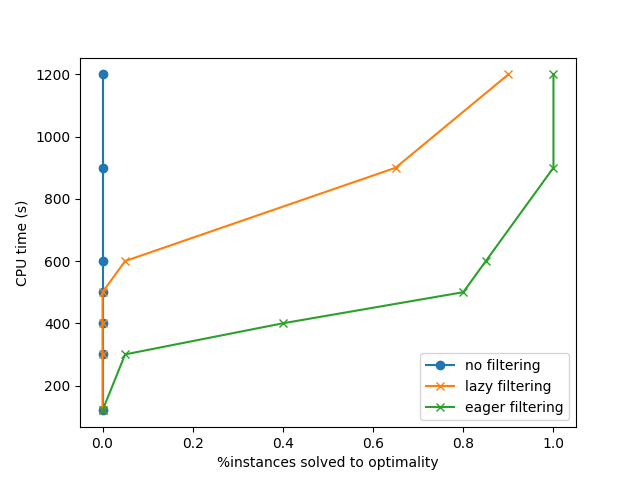 1200
1000
800
600
400
200
CPU time (s)
0.0 0.2 0.4 0.6 0.8 1.0
%instances solved to optimality
no filtering
lazy filtering
eager filtering